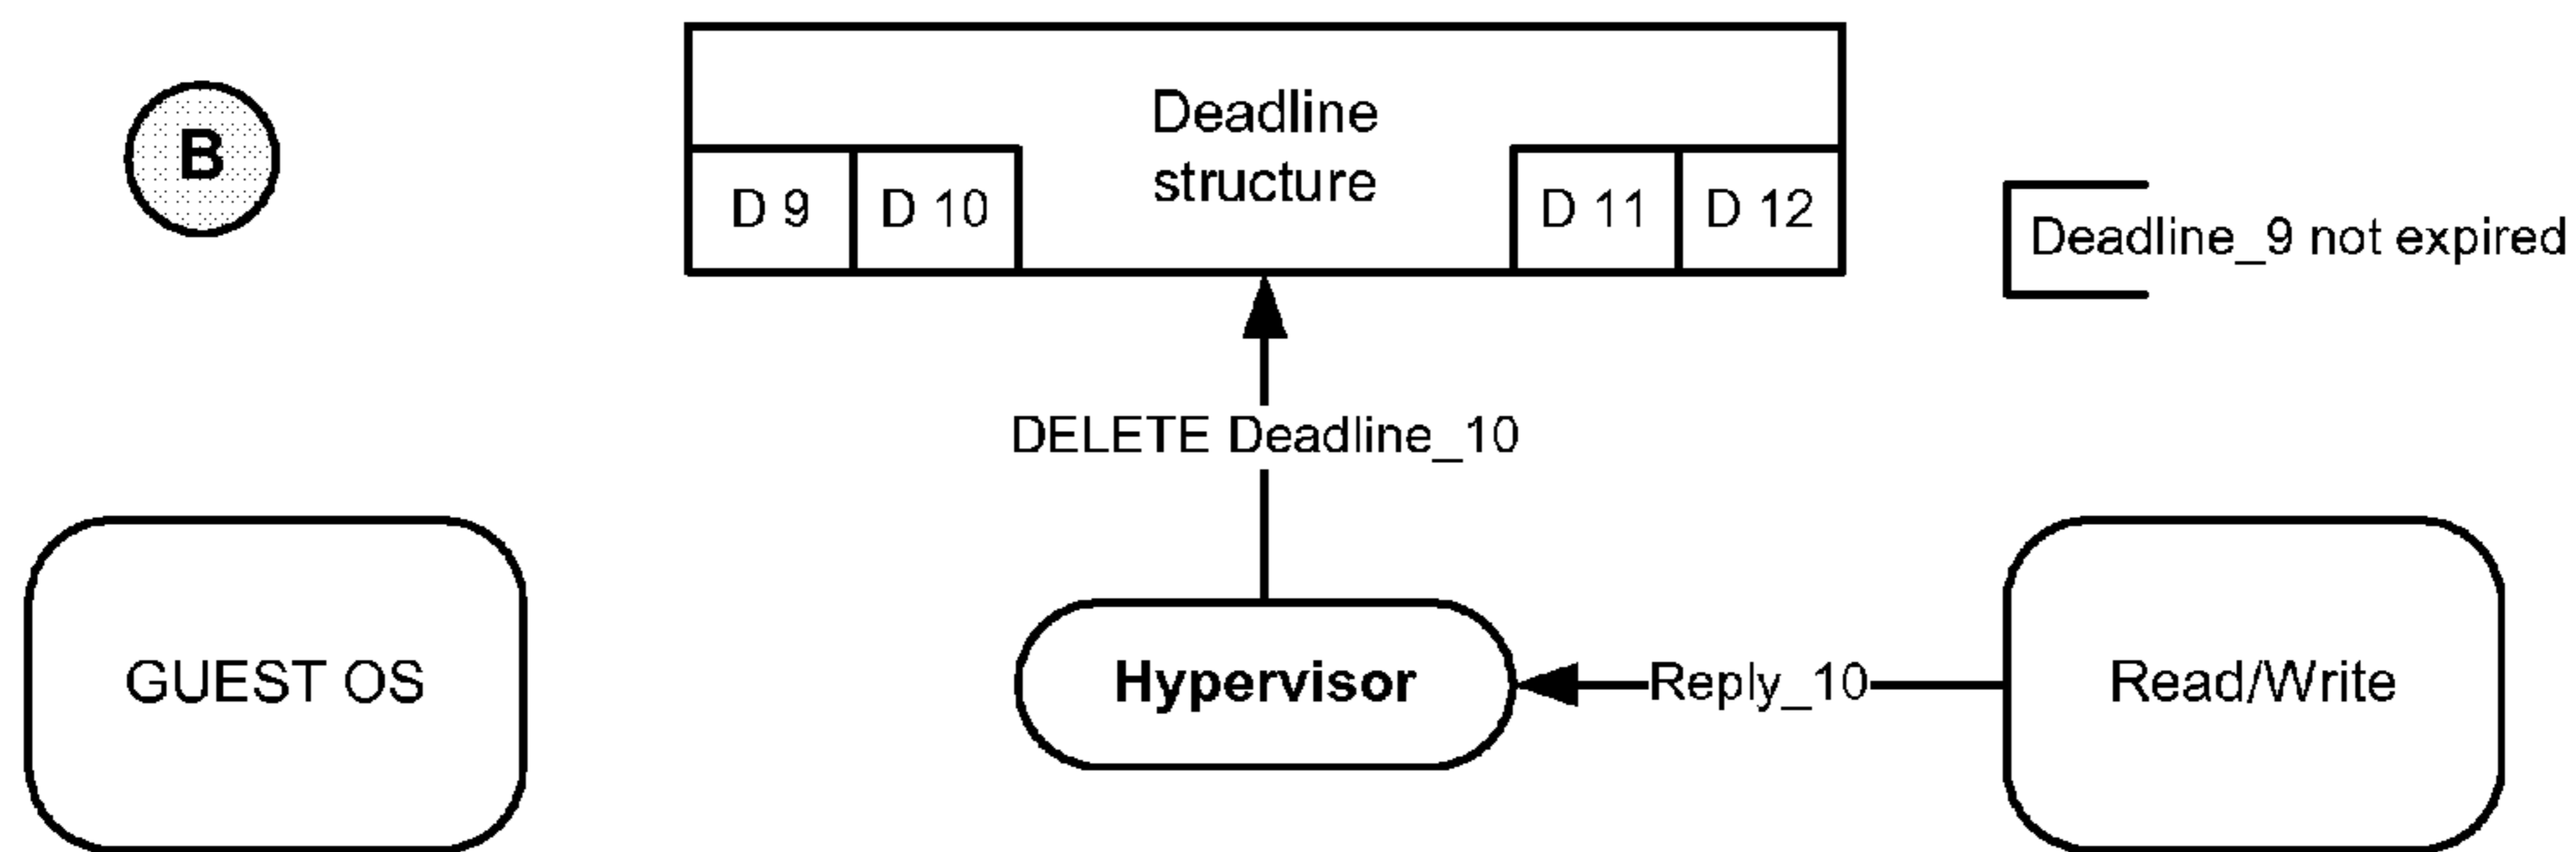 B
Deadline
structure
D 9
D 10
D 11
D 12
Deadline_9 not expired
DELETE Deadline_10
GUEST OS
Hypervisor
Reply_10
Read/Write